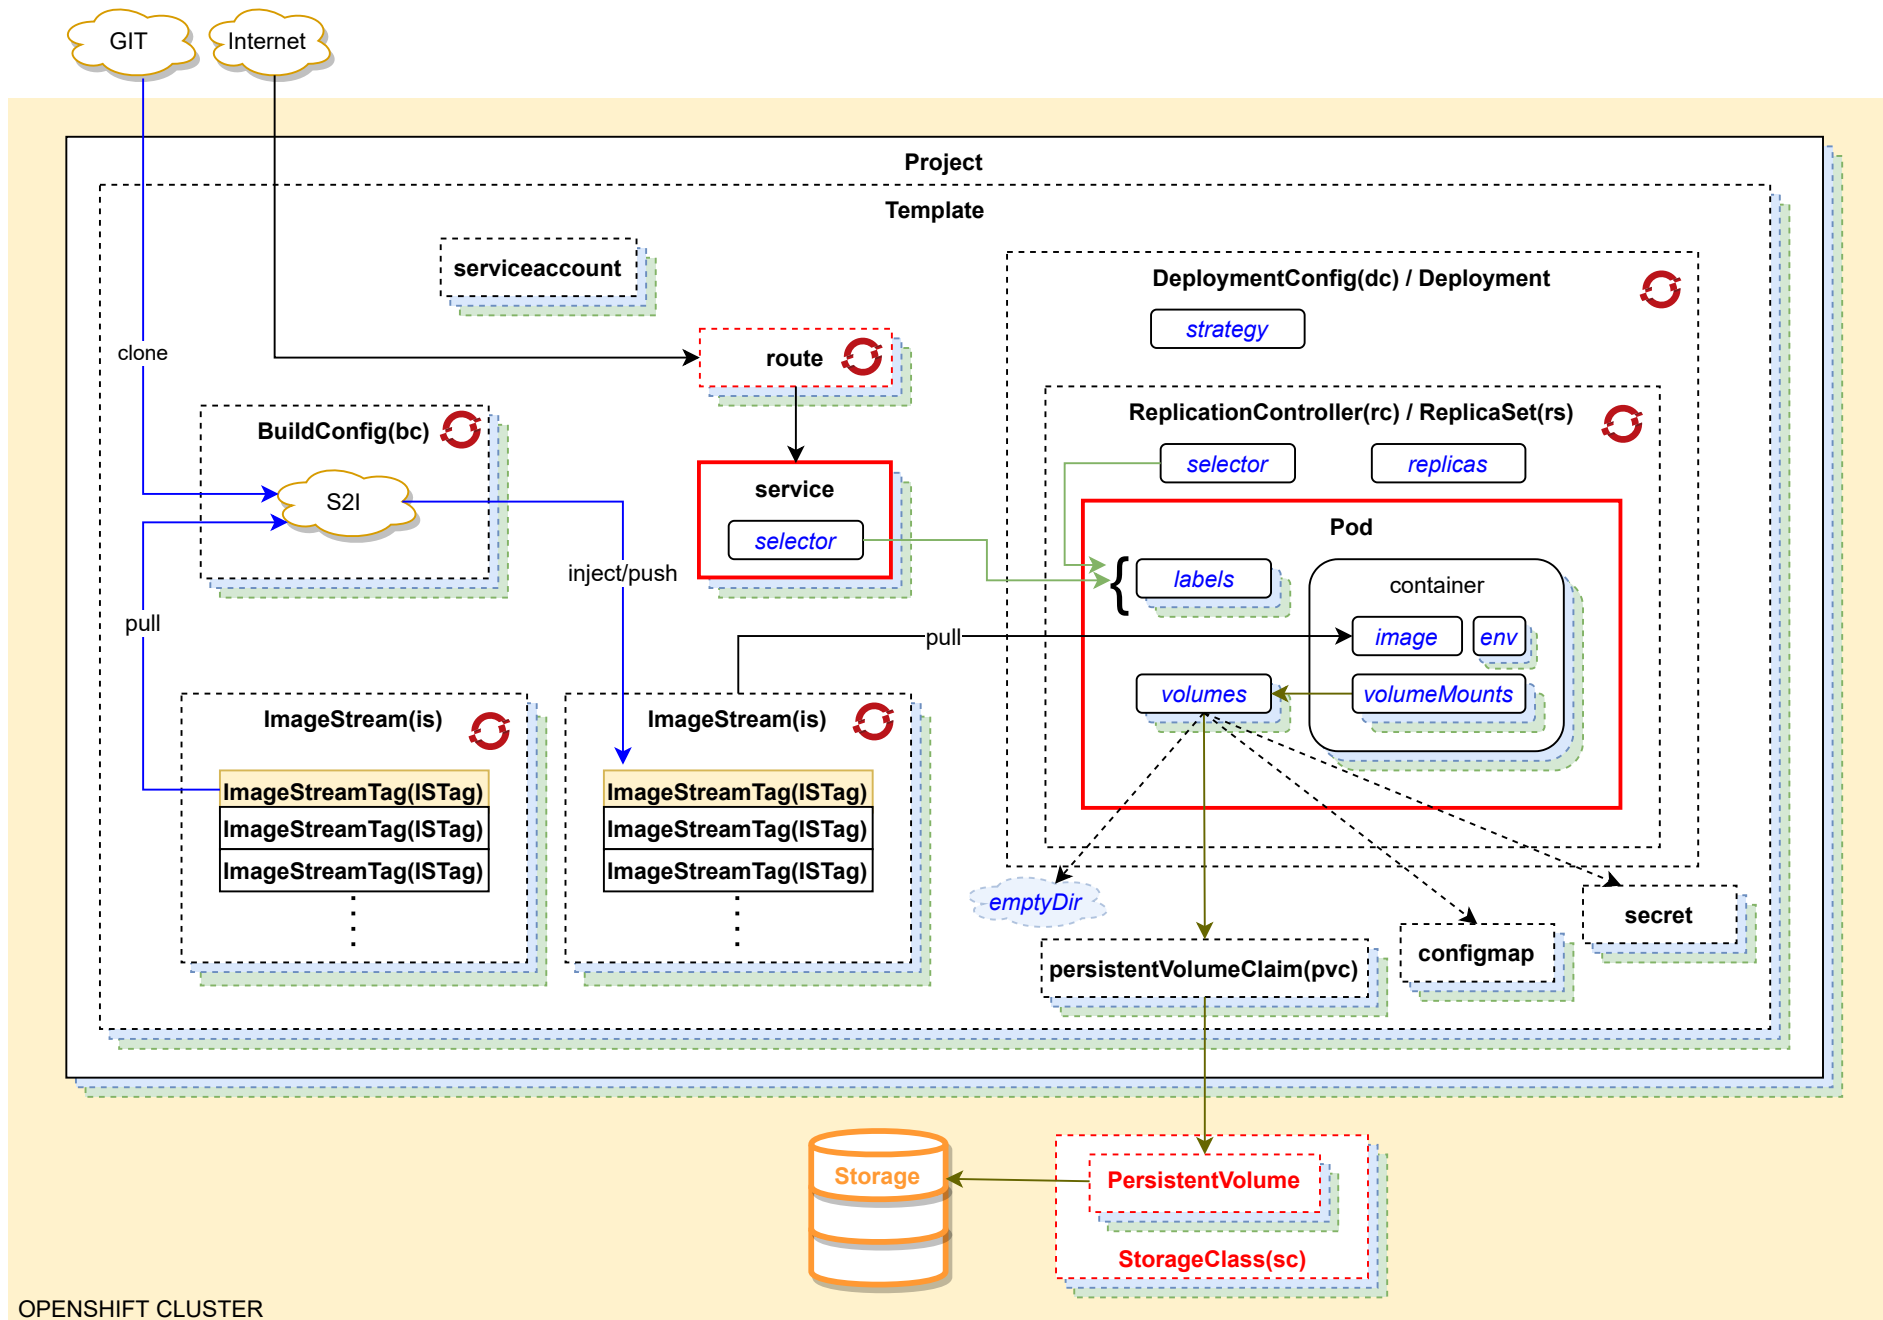 GIT
Internet
Project
Template
serviceaccount
DeploymentConfig(dc) / Deployment
strategy
clone
route
BuildConfig(bc)
ReplicationController(rc) / ReplicaSet(rs)
selector
replicas
S2I
service
selector
Pod
inject/push
labels
container
pull
pull
image
env
volumes
volumeMounts
ImageStream(is)
ImageStream(is)
ImageStreamTag(ISTag)
ImageStreamTag(ISTag)
ImageStreamTag(ISTag)
ImageStreamTag(ISTag)
ImageStreamTag(ISTag)
ImageStreamTag(ISTag)
emptyDir
secret
configmap
persistentVolumeClaim(pvc)
Storage
PersistentVolume
StorageClass(sc)
OPENSHIFT CLUSTER